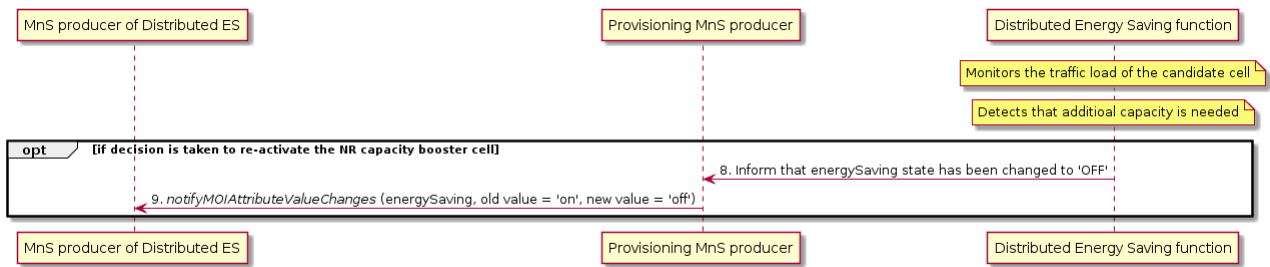 MnS producer of Distributed ES
Provisioning MnS producer
Distributed Energy Saving function
Monitors the traffic load of the candidate cell
Detects that additioal capacity is needed
opt
[if decision is taken to re-activate the NR capacity booster cell]
8. Inform that energySaving state has been changed to 'OFF'
9. notifyMOIAttributeValueChanges (energySaving, old value = 'on', new value = 'off')
MnS producer of Distributed ES
Provisioning MnS producer
Distributed Energy Saving function